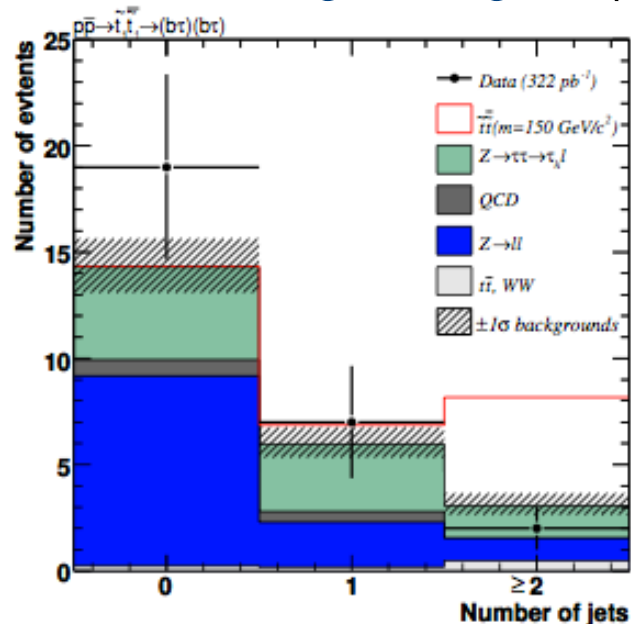 pp̄→t̃₁t̃̄₁→(bτ)(bτ)
Number of evtents
25
20
15
10
5
0
Data (322 pb⁻¹)
t̃t̃̄(m=150 GeV/c²)
Z→ττ→τₕl
QCD
Z→ll
tt̄, WW
±1σ backgrounds
0 1 ≥2
Number of jets